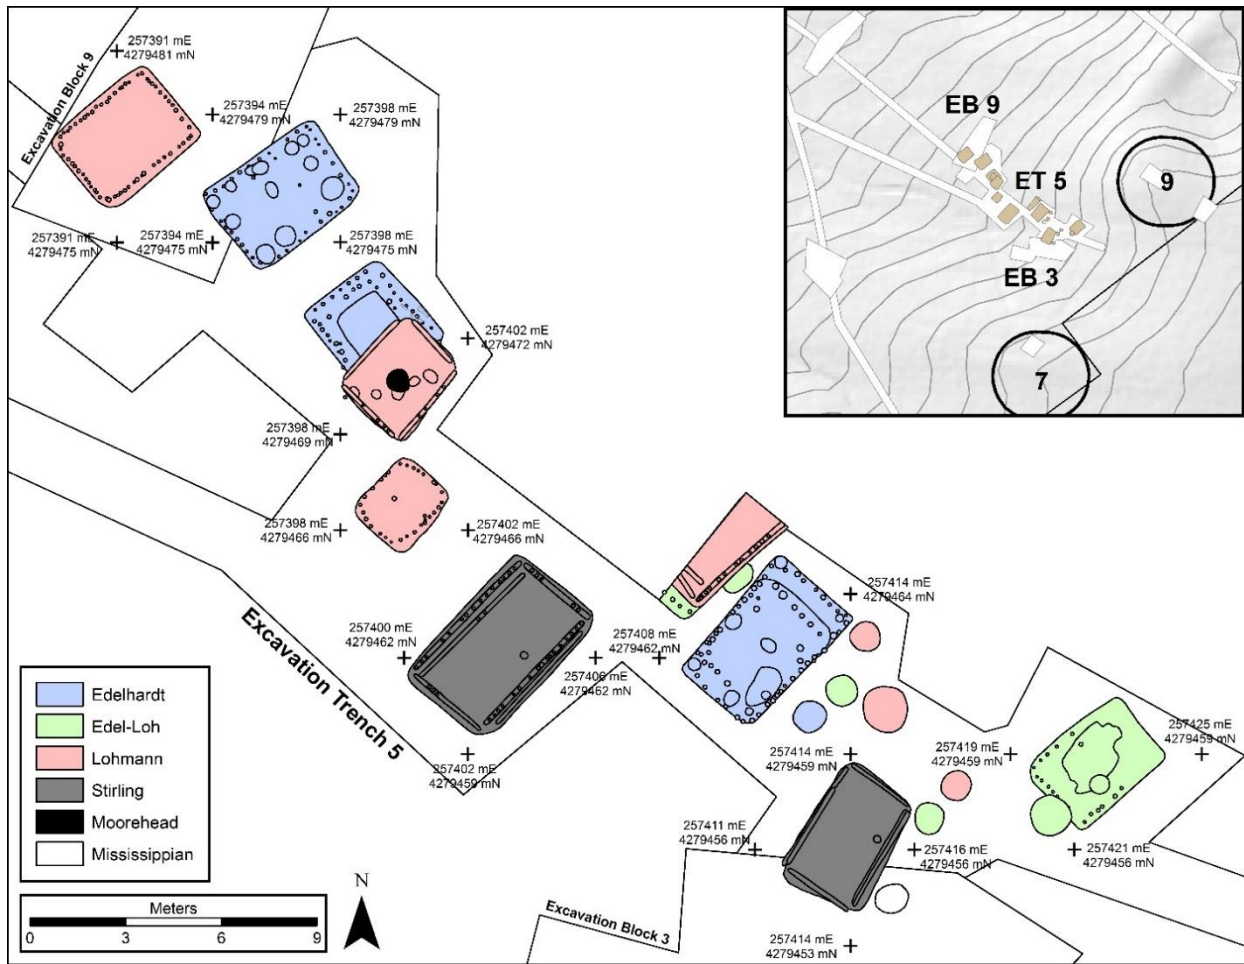 257391 mE
4279481 mN
Excavation Block 9
257394 mE
4279479 mN
257398 mE
4279479 mN
257391 mE
4279475 mN
257394 mE
4279475 mN
257398 mE
4279475 mN
257402 mE
4279472 mN
257398 mE
4279469 mN
257398 mE
4279466 mN
257402 mE
4279466 mN
257400 mE
4279462 mN
257408 mE
4279462 mN
257406 mE
4279462 mN
257414 mE
4279464 mN
Excavation Trench 5
257402 mE
4279459 mN
257414 mE
4279459 mN
257419 mE
4279459 mN
257425 mE
4279459 mN
257411 mE
4279456 mN
257416 mE
4279456 mN
257421 mE
4279456 mN
Excavation Block 3
257414 mE
4279453 mN
EB 9
ET 5
EB 3
9
7
Edelhardt
Edel-Loh
Lohmann
Stirling
Moorehead
Mississippian
Meters
0 3 6 9
N